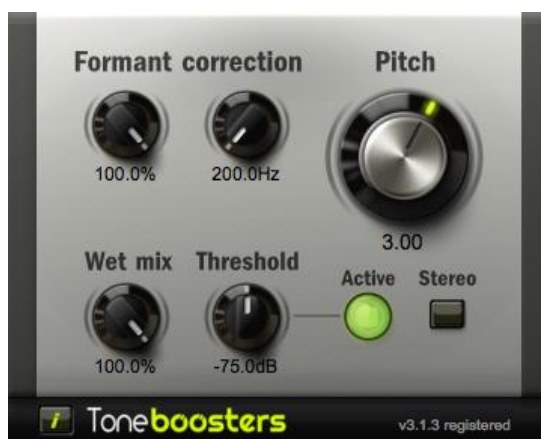 Formant correction
Pitch
100.0%
200.0Hz
3.00
Wet mix
Threshold
Active
Stereo
100.0%
-75.0dB
i
Toneboosters
v3.1.3 registered